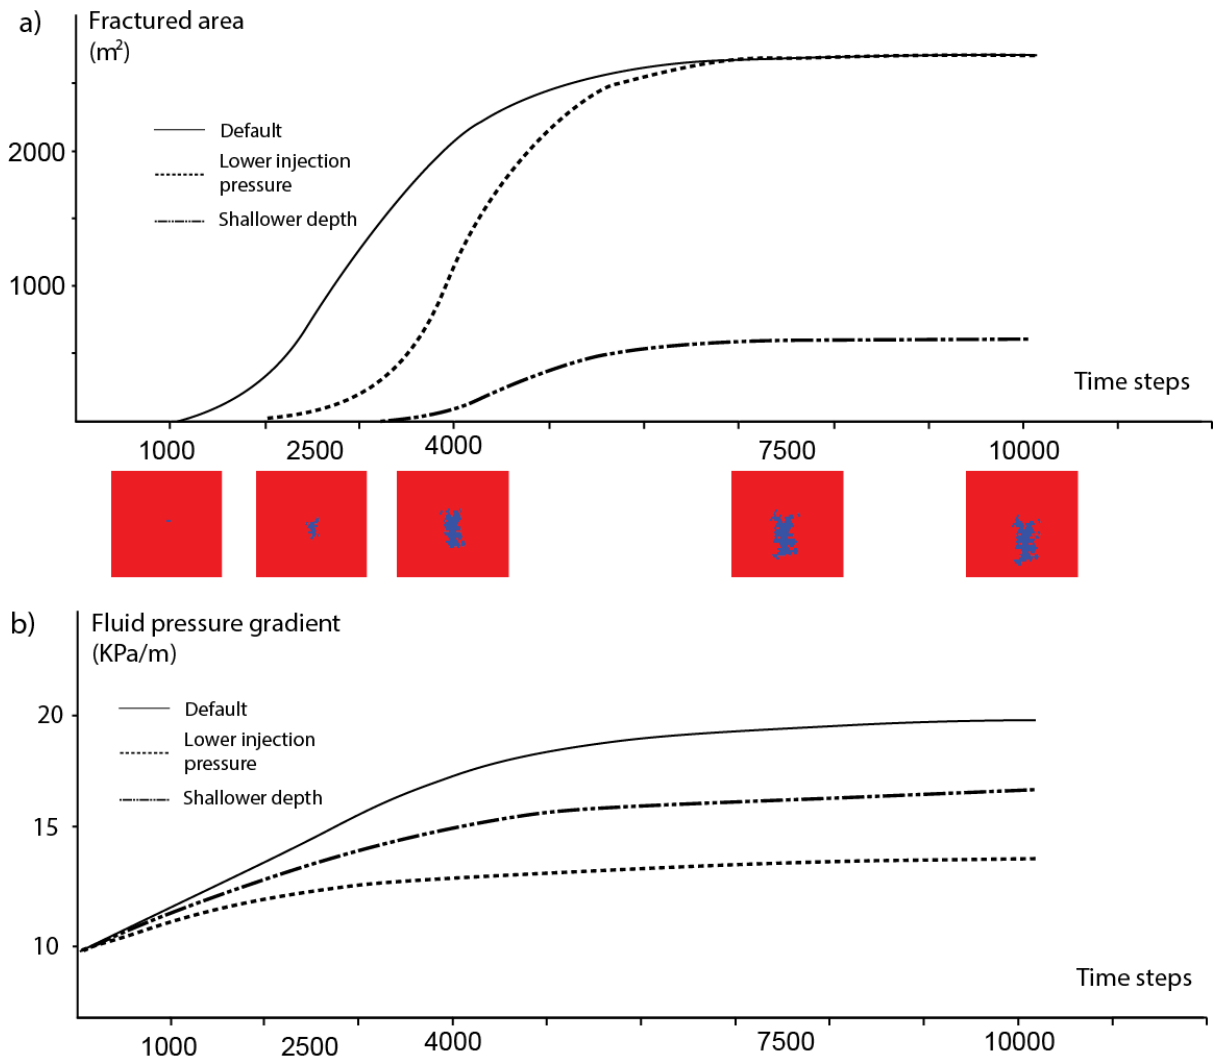 a)
Fractured area
(m²)
Default
Lower injection
pressure
Shallower depth
2000
1000
Time steps
1000 2500 4000 7500 10000
b)
Fluid pressure gradient
(KPa/m)
Default
Lower injection
pressure
Shallower depth
20
15
10
Time steps
1000 2500 4000 7500 10000